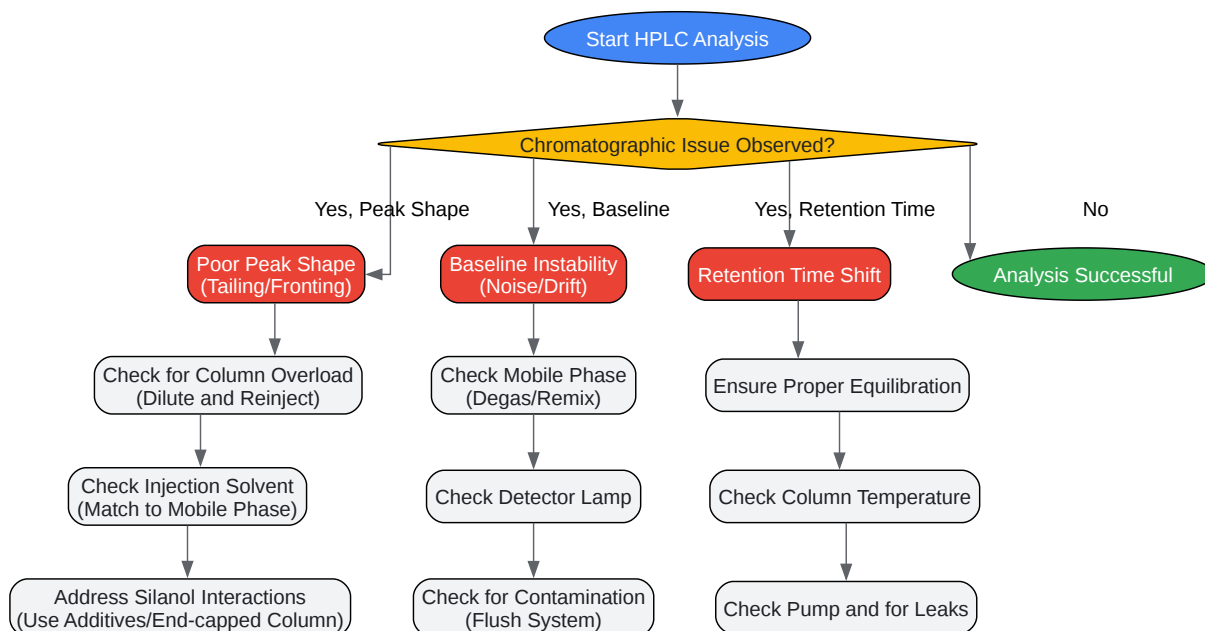 Start HPLC Analysis
Chromatographic Issue Observed?
Yes, Peak Shape
Yes, Baseline
Yes, Retention Time
No
Poor Peak Shape
(Tailing/Fronting)
Baseline Instability
(Noise/Drift)
Retention Time Shift
Analysis Successful
Check for Column Overload
(Dilute and Reinject)
Check Mobile Phase
(Degas/Remix)
Ensure Proper Equilibration
Check Injection Solvent
(Match to Mobile Phase)
Check Detector Lamp
Check Column Temperature
Address Silanol Interactions
(Use Additives/End-capped Column)
Check for Contamination
(Flush System)
Check Pump and for Leaks